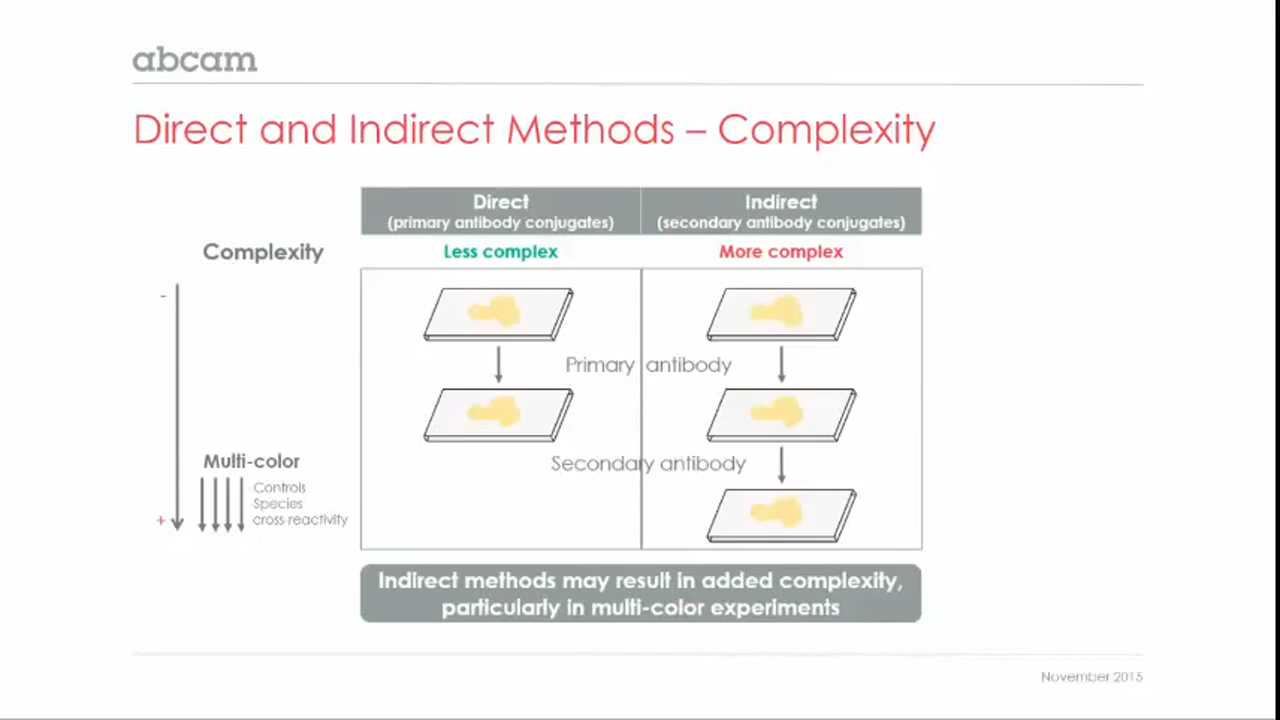 abcam
Direct and Indirect Methods – Complexity
Direct
(primary antibody conjugates)
Indirect
(secondary antibody conjugates)
Complexity
Less complex
More complex
-
Primary antibody
Secondary antibody
Multi-color
Controls
Species
cross-reactivity
+
Indirect methods may result in added complexity,
particularly in multi-color experiments
November 2015